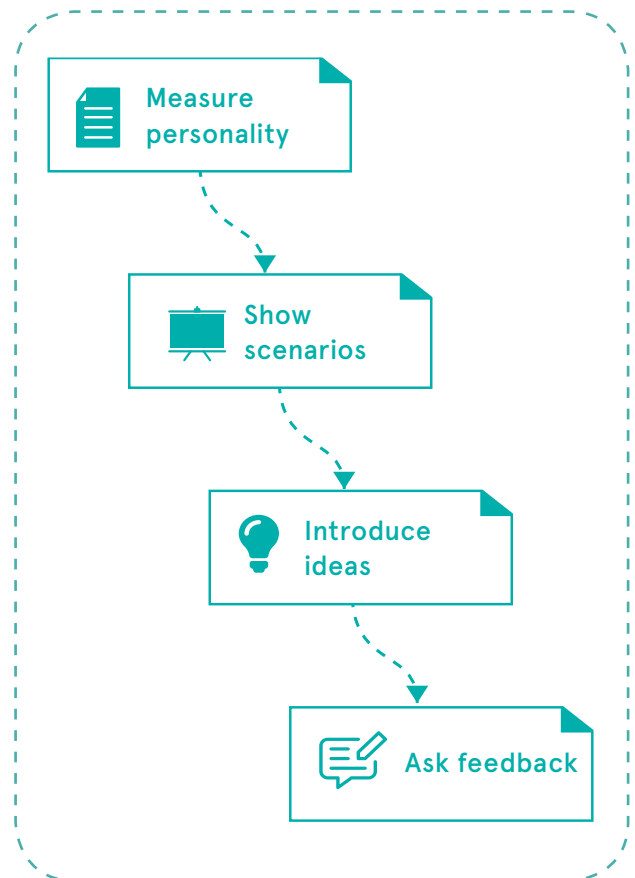 Measure
personality
Show
scenarios
Introduce
ideas
Ask feedback